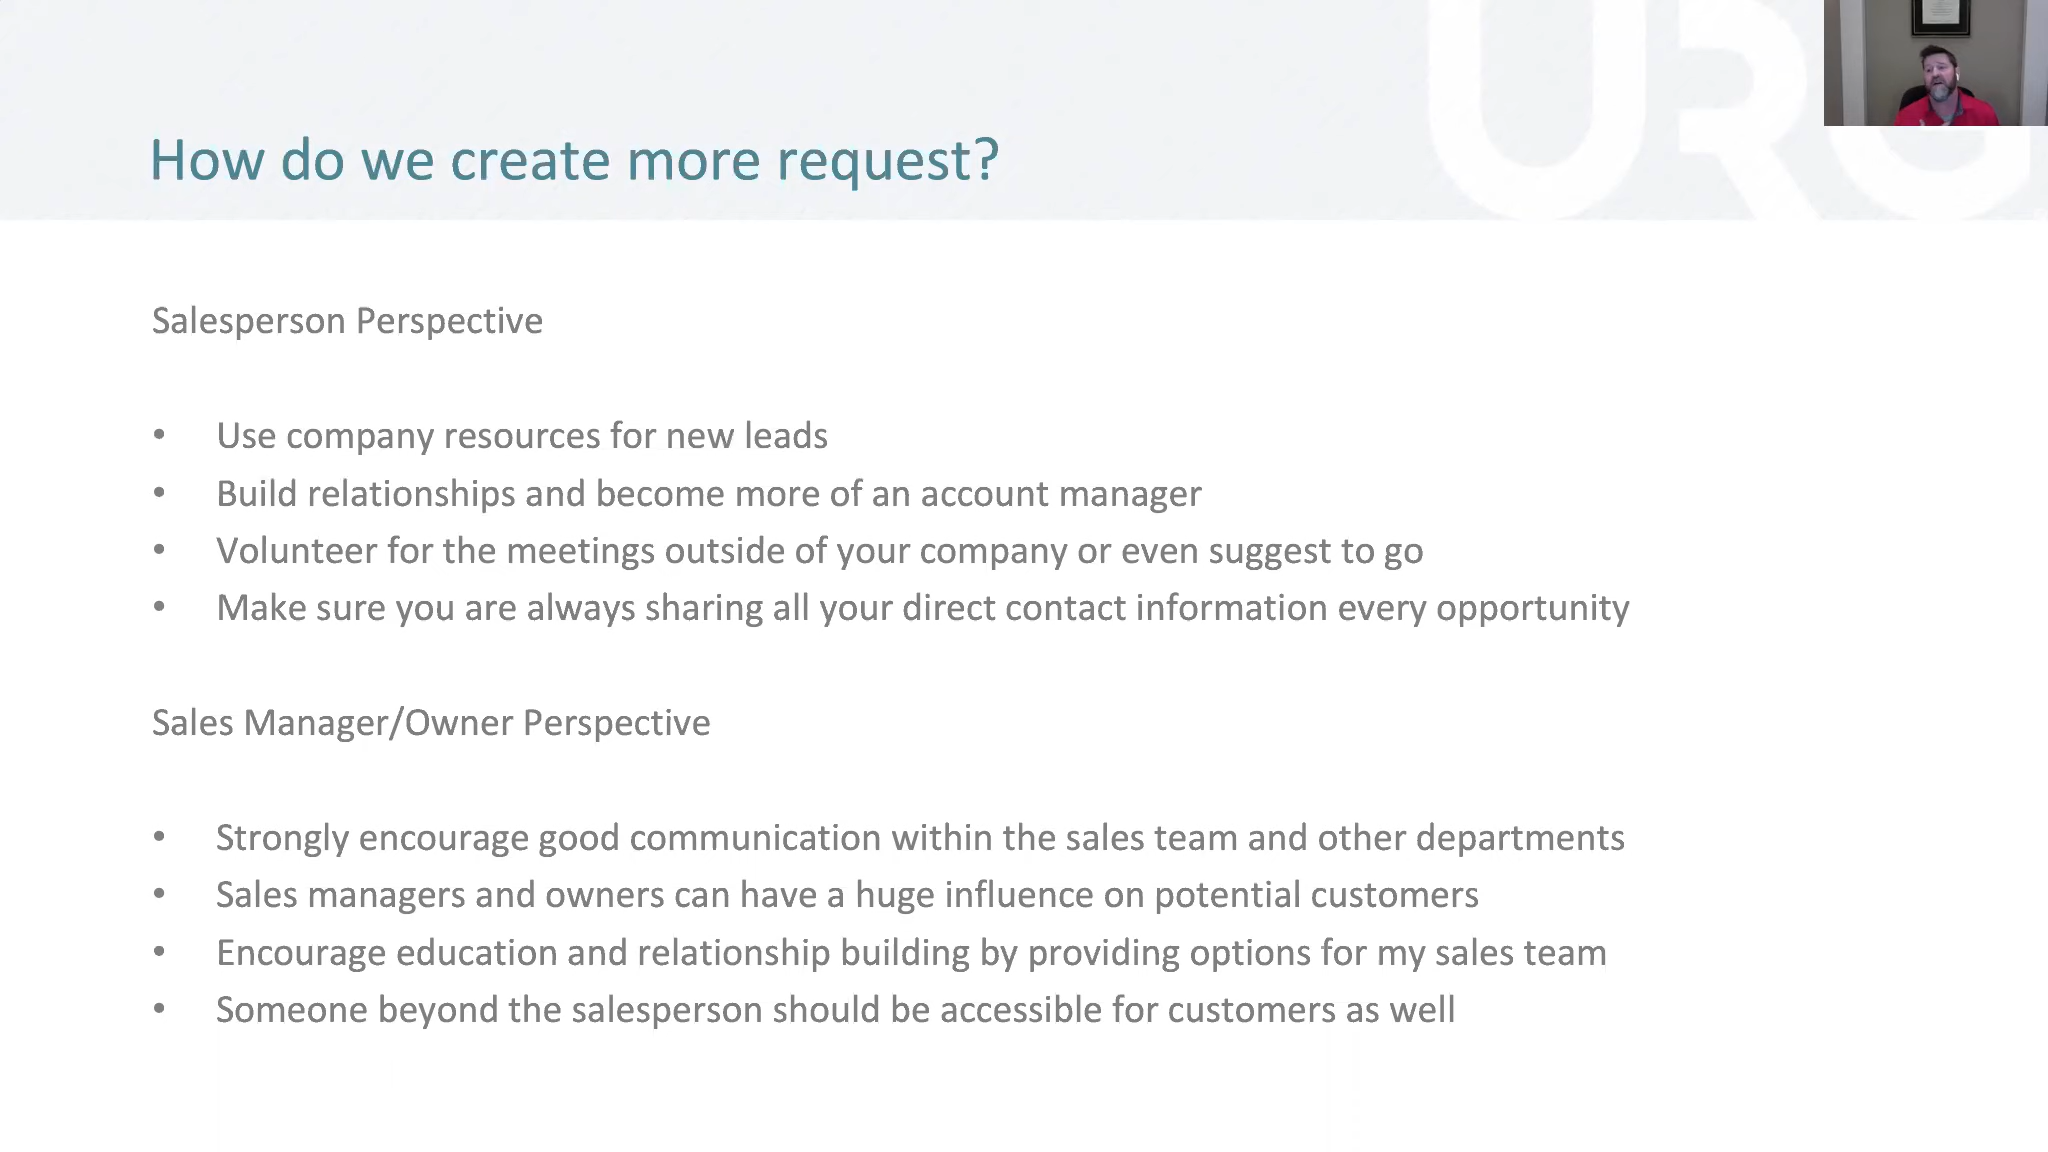 URG
How do we create more request?
Salesperson Perspective
• Use company resources for new leads
• Build relationships and become more of an account manager
• Volunteer for the meetings outside of your company or even suggest to go
• Make sure you are always sharing all your direct contact information every opportunity
Sales Manager/Owner Perspective
• Strongly encourage good communication within the sales team and other departments
• Sales managers and owners can have a huge influence on potential customers
• Encourage education and relationship building by providing options for my sales team
• Someone beyond the salesperson should be accessible for customers as well